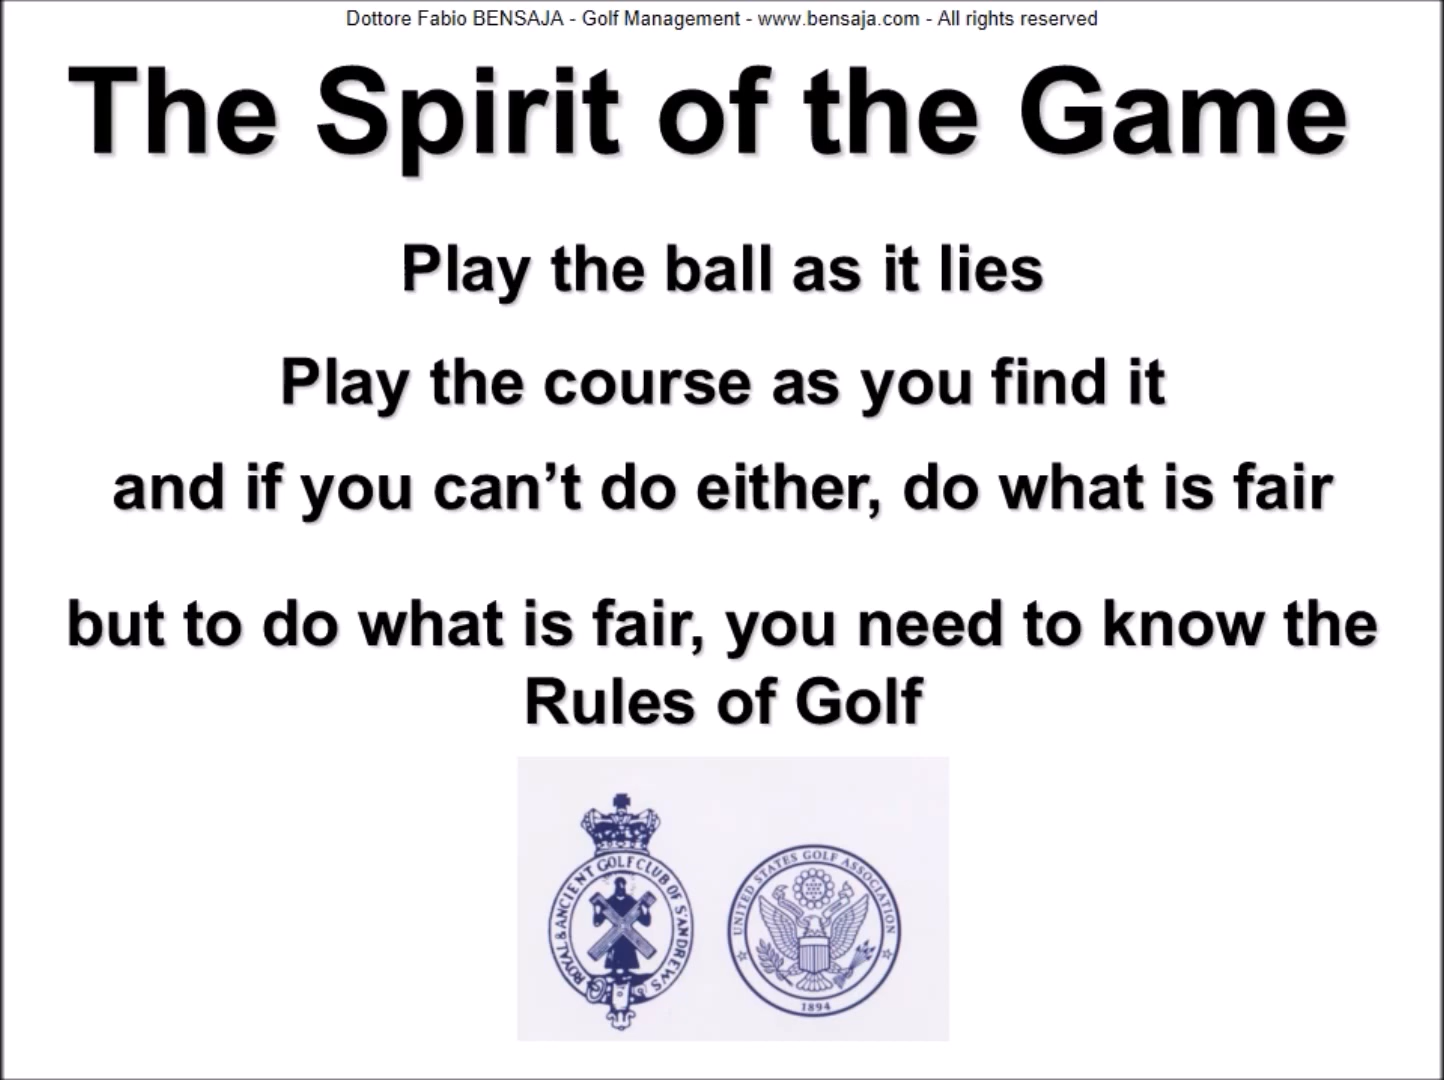 Dottore Fabio BENSAJA - Golf Management - www.bensaja.com - All rights reserved
The Spirit of the Game
Play the ball as it lies
Play the course as you find it
and if you can’t do either, do what is fair
but to do what is fair, you need to know the
Rules of Golf
ROYAL & ANCIENT GOLF CLUB OF S'ANDREWS
UNITED STATES GOLF ASSOCIATION
1894